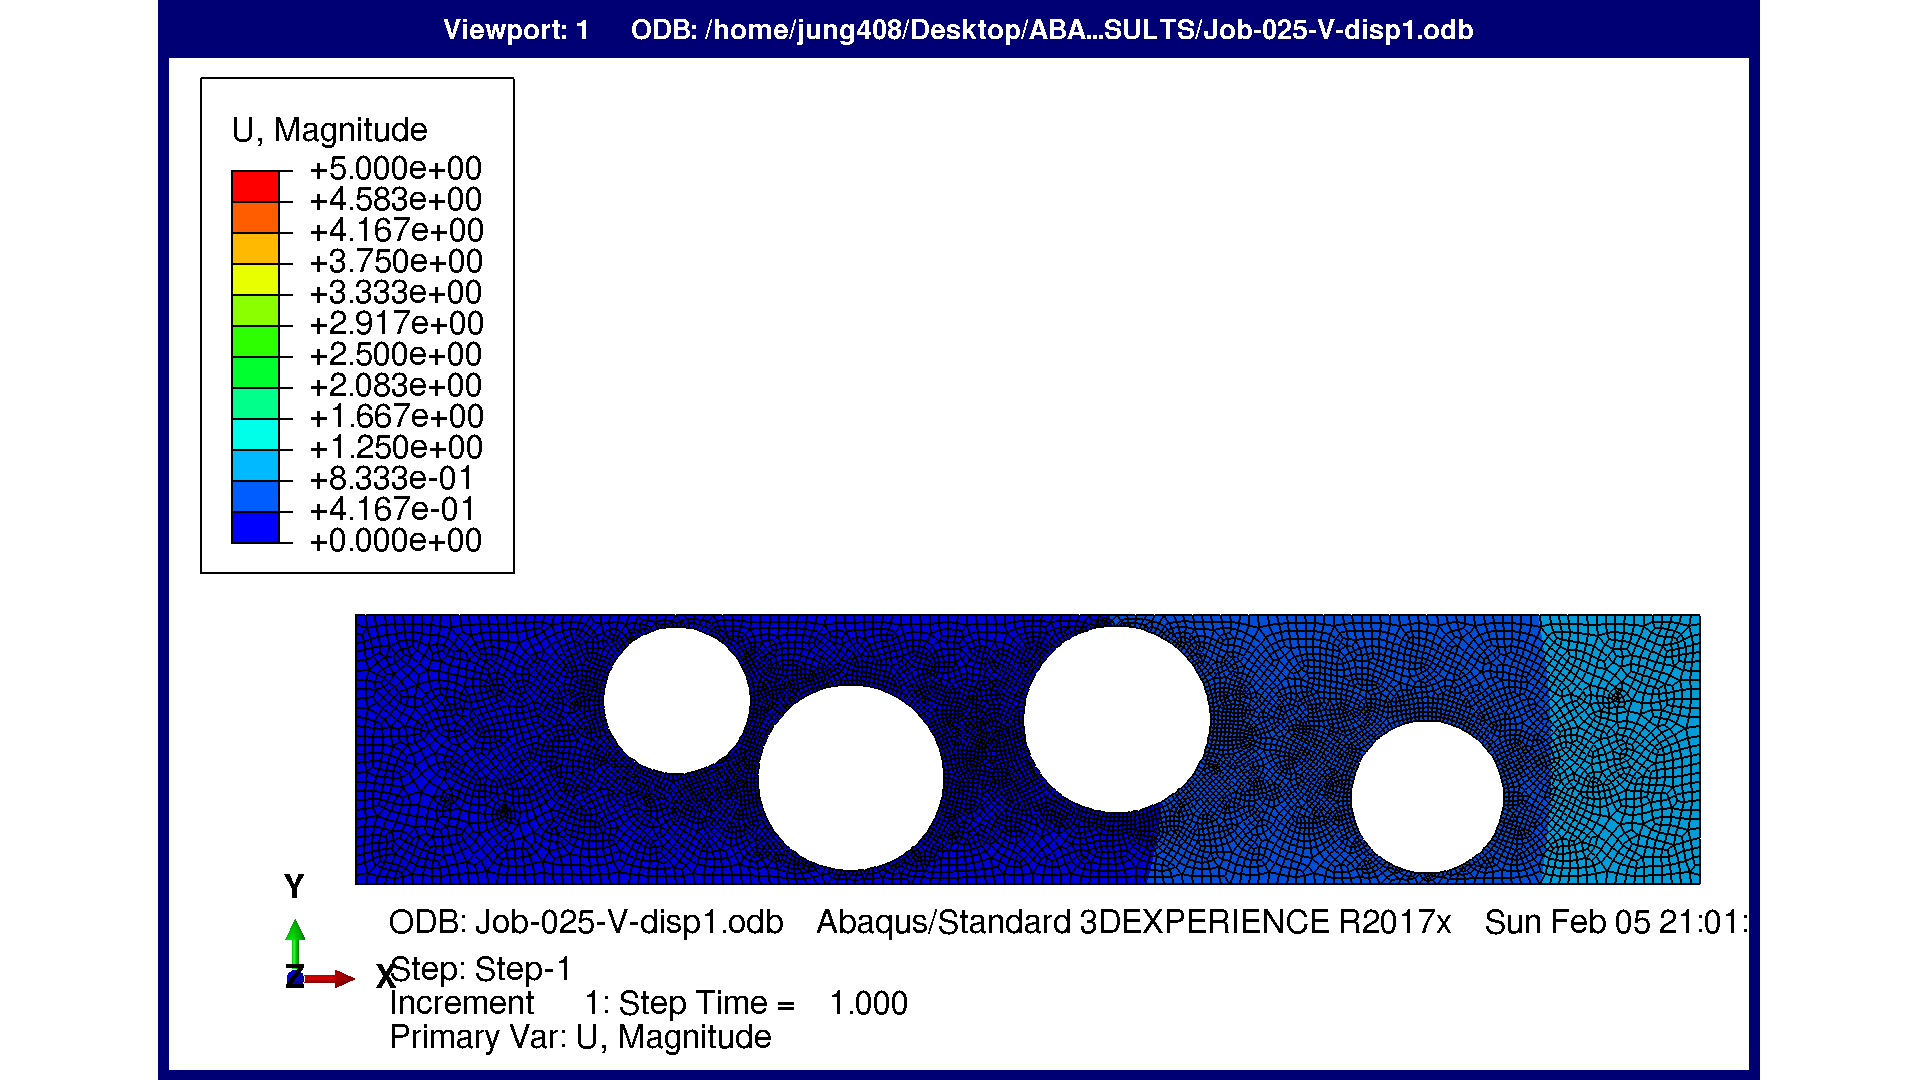 Viewport: 1 ODB: /home/jung408/Desktop/ABA...SULTS/Job-025-V-disp1.odb
U, Magnitude
+5.000e+00
+4.583e+00
+4.167e+00
+3.750e+00
+3.333e+00
+2.917e+00
+2.500e+00
+2.083e+00
+1.667e+00
+1.250e+00
+8.333e-01
+4.167e-01
+0.000e+00
Y
Z
X
ODB: Job-025-V-disp1.odb Abaqus/Standard 3DEXPERIENCE R2017x Sun Feb 05 21:01:
Step: Step-1
Increment 1: Step Time = 1.000
Primary Var: U, Magnitude